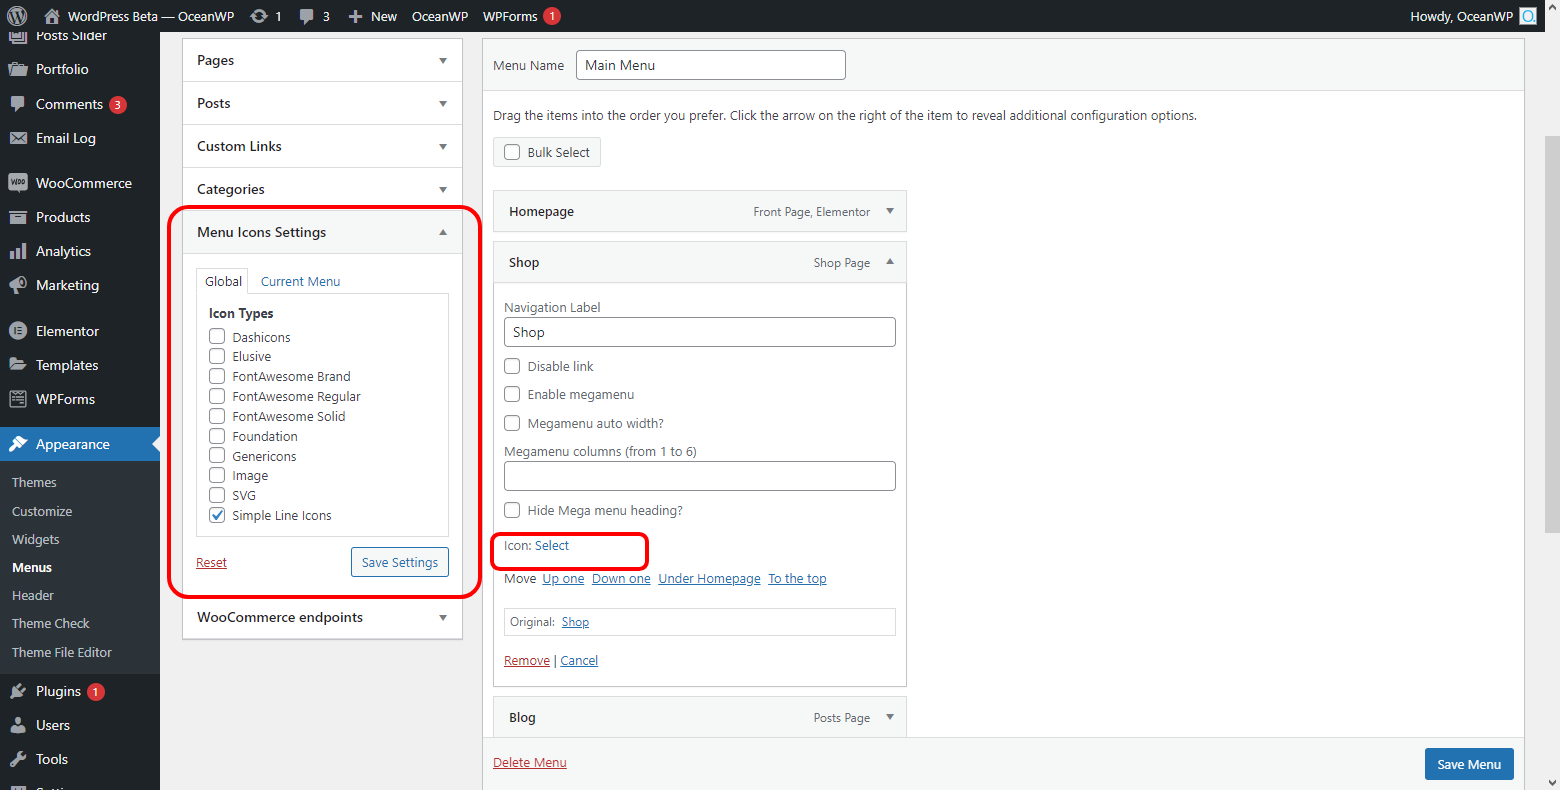 WordPress Beta — OceanWP 1 3 New OceanWP WPForms 1 Howdy, OceanWP
Posts Slider
Portfolio
Comments 3
Email Log
WooCommerce
Products
Analytics
Marketing
Elementor
Templates
WPForms
Appearance
Themes
Customize
Widgets
Menus
Header
Theme Check
Theme File Editor
Plugins 1
Users
Tools
Pages
Posts
Custom Links
Categories
Menu Icons Settings
Global Current Menu
Icon Types
Dashicons
Elusive
FontAwesome Brand
FontAwesome Regular
FontAwesome Solid
Foundation
Genericons
Image
SVG
Simple Line Icons
Reset Save Settings
WooCommerce endpoints
Menu Name Main Menu
Drag the items into the order you prefer. Click the arrow on the right of the item to reveal additional configuration options.
Bulk Select
Homepage Front Page, Elementor
Shop Shop Page
Navigation Label
Shop
Disable link
Enable megamenu
Megamenu auto width?
Megamenu columns (from 1 to 6)
Hide Mega menu heading?
Icon: Select
Move Up one Down one Under Homepage To the top
Original: Shop
Remove | Cancel
Blog Posts Page
Delete Menu Save Menu